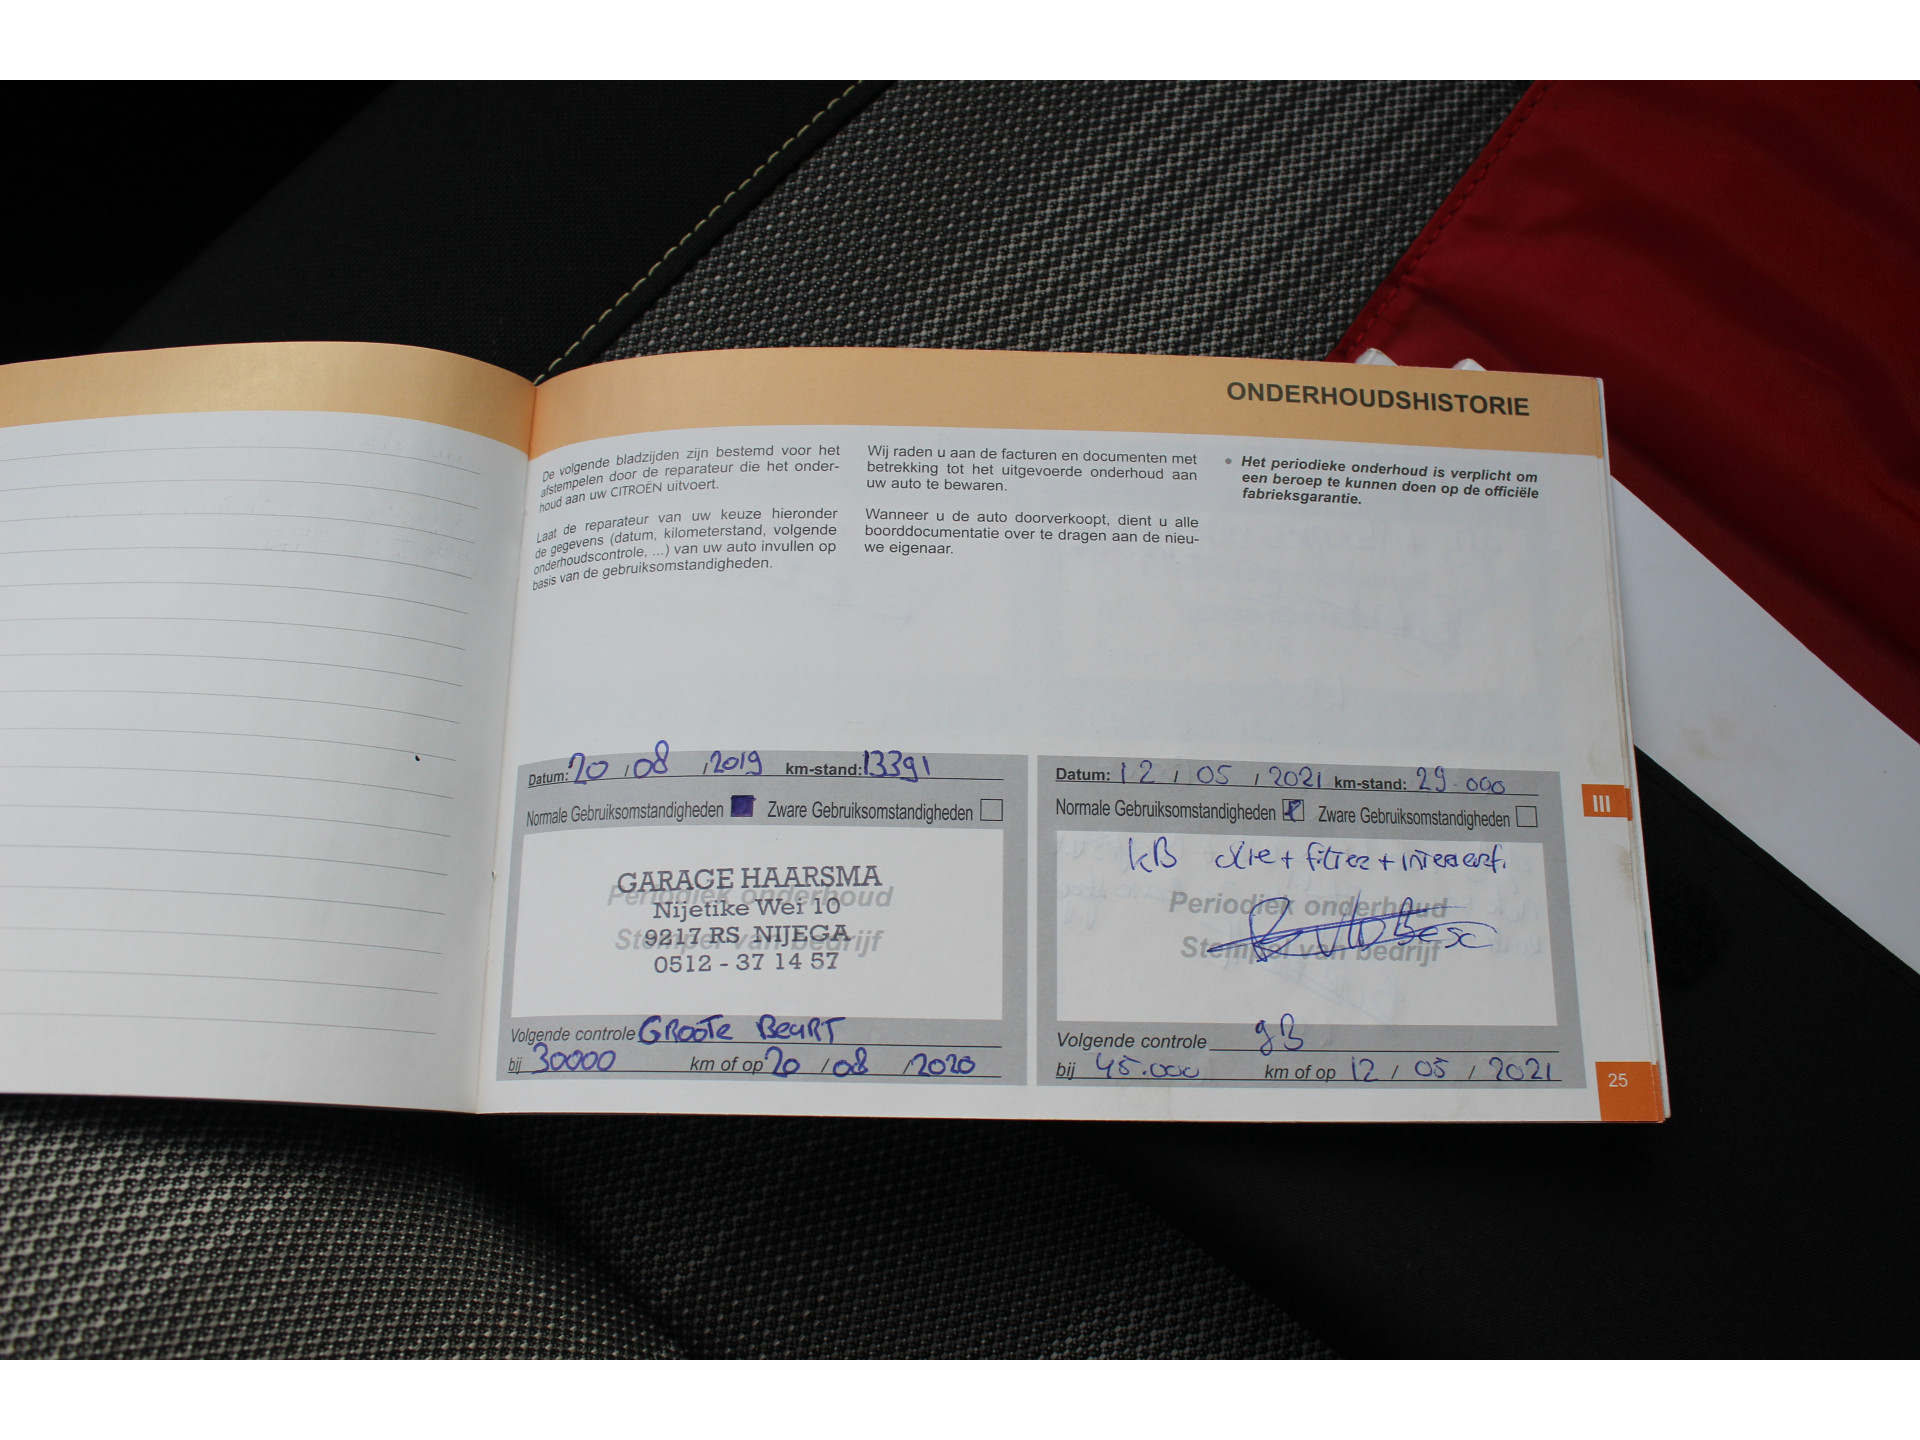 ONDERHOUDSHISTORIE
De volgende bladzijden zijn bestemd voor het
afstempelen door de reparateur die het onder-
houd aan uw CITROËN uitvoert.
Laat de reparateur van uw keuze hieronder
de gegevens (datum, kilometerstand, volgende
onderhoudscontrole, ...) van uw auto invullen op
basis van de gebruiksomstandigheden.
Wij raden u aan de facturen en documenten met
betrekking tot het uitgevoerde onderhoud aan
uw auto te bewaren.
Wanneer u de auto doorverkoopt, dient u alle
boorddocumentatie over te dragen aan de nieu-
we eigenaar.
• Het periodieke onderhoud is verplicht om
een beroep te kunnen doen op de officiële
fabrieksgarantie.
Datum: 20 / 08 / 2019 km-stand: 13391
Normale Gebruiksomstandigheden Zware Gebruiksomstandigheden
Periodiek onderhoud
Stempel van bedrijf
GARAGE HAARSMA
Nijetike Wei 10
9217 RS NIJEGA
0512 - 37 14 57
Volgende controle GROOTE BEURT
bij 30000 km of op 20 / 08 / 2020
Datum: 12 / 05 / 2021 km-stand: 29.000
Normale Gebruiksomstandigheden Zware Gebruiksomstandigheden
KB olie + filter +
Periodiek onderhoud
Stempel van bedrijf
Volgende controle gB
bij 45.000 km of op 12 / 05 / 2021
III
25